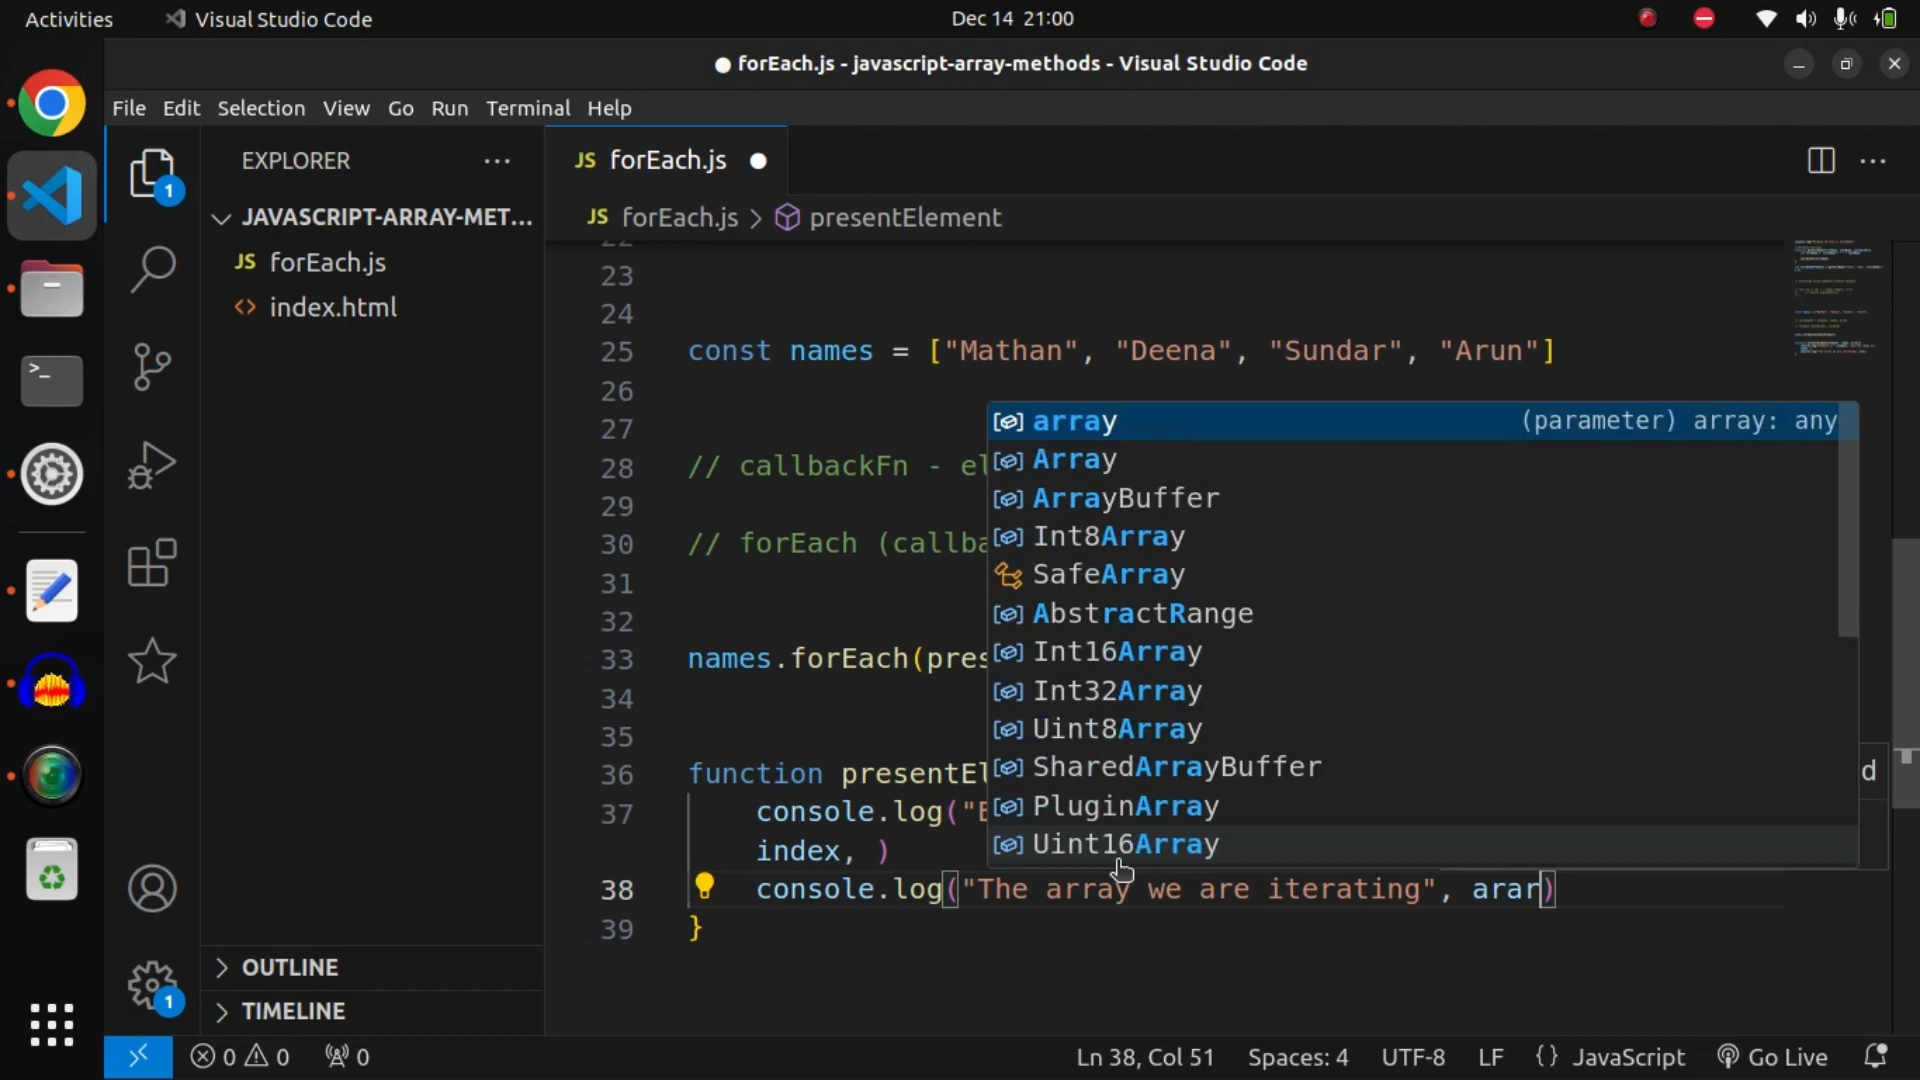 Activities
Visual Studio Code
Dec 14 21:00
forEach.js - javascript-array-methods - Visual Studio Code
File Edit Selection View Go Run Terminal Help
EXPLORER
JAVASCRIPT-ARRAY-MET...
JS forEach.js
<> index.html
1
1
OUTLINE
TIMELINE
JS forEach.js
JS forEach.js > presentElement
22
23
24
25 const names = ["Mathan", "Deena", "Sundar", "Arun"]
26
27
28 // callbackFn - el
29
30 // forEach (callba
31
32
33 names.forEach(pres
34
35
36 function presentEl
37 console.log("E
index, )
38 console.log("The array we are iterating", arar)
39 }
array (parameter) array: any
Array
ArrayBuffer
Int8Array
SafeArray
AbstractRange
Int16Array
Int32Array
Uint8Array
SharedArrayBuffer
PluginArray
Uint16Array
d
0 0 0
Ln 38, Col 51 Spaces: 4 UTF-8 LF {} JavaScript Go Live